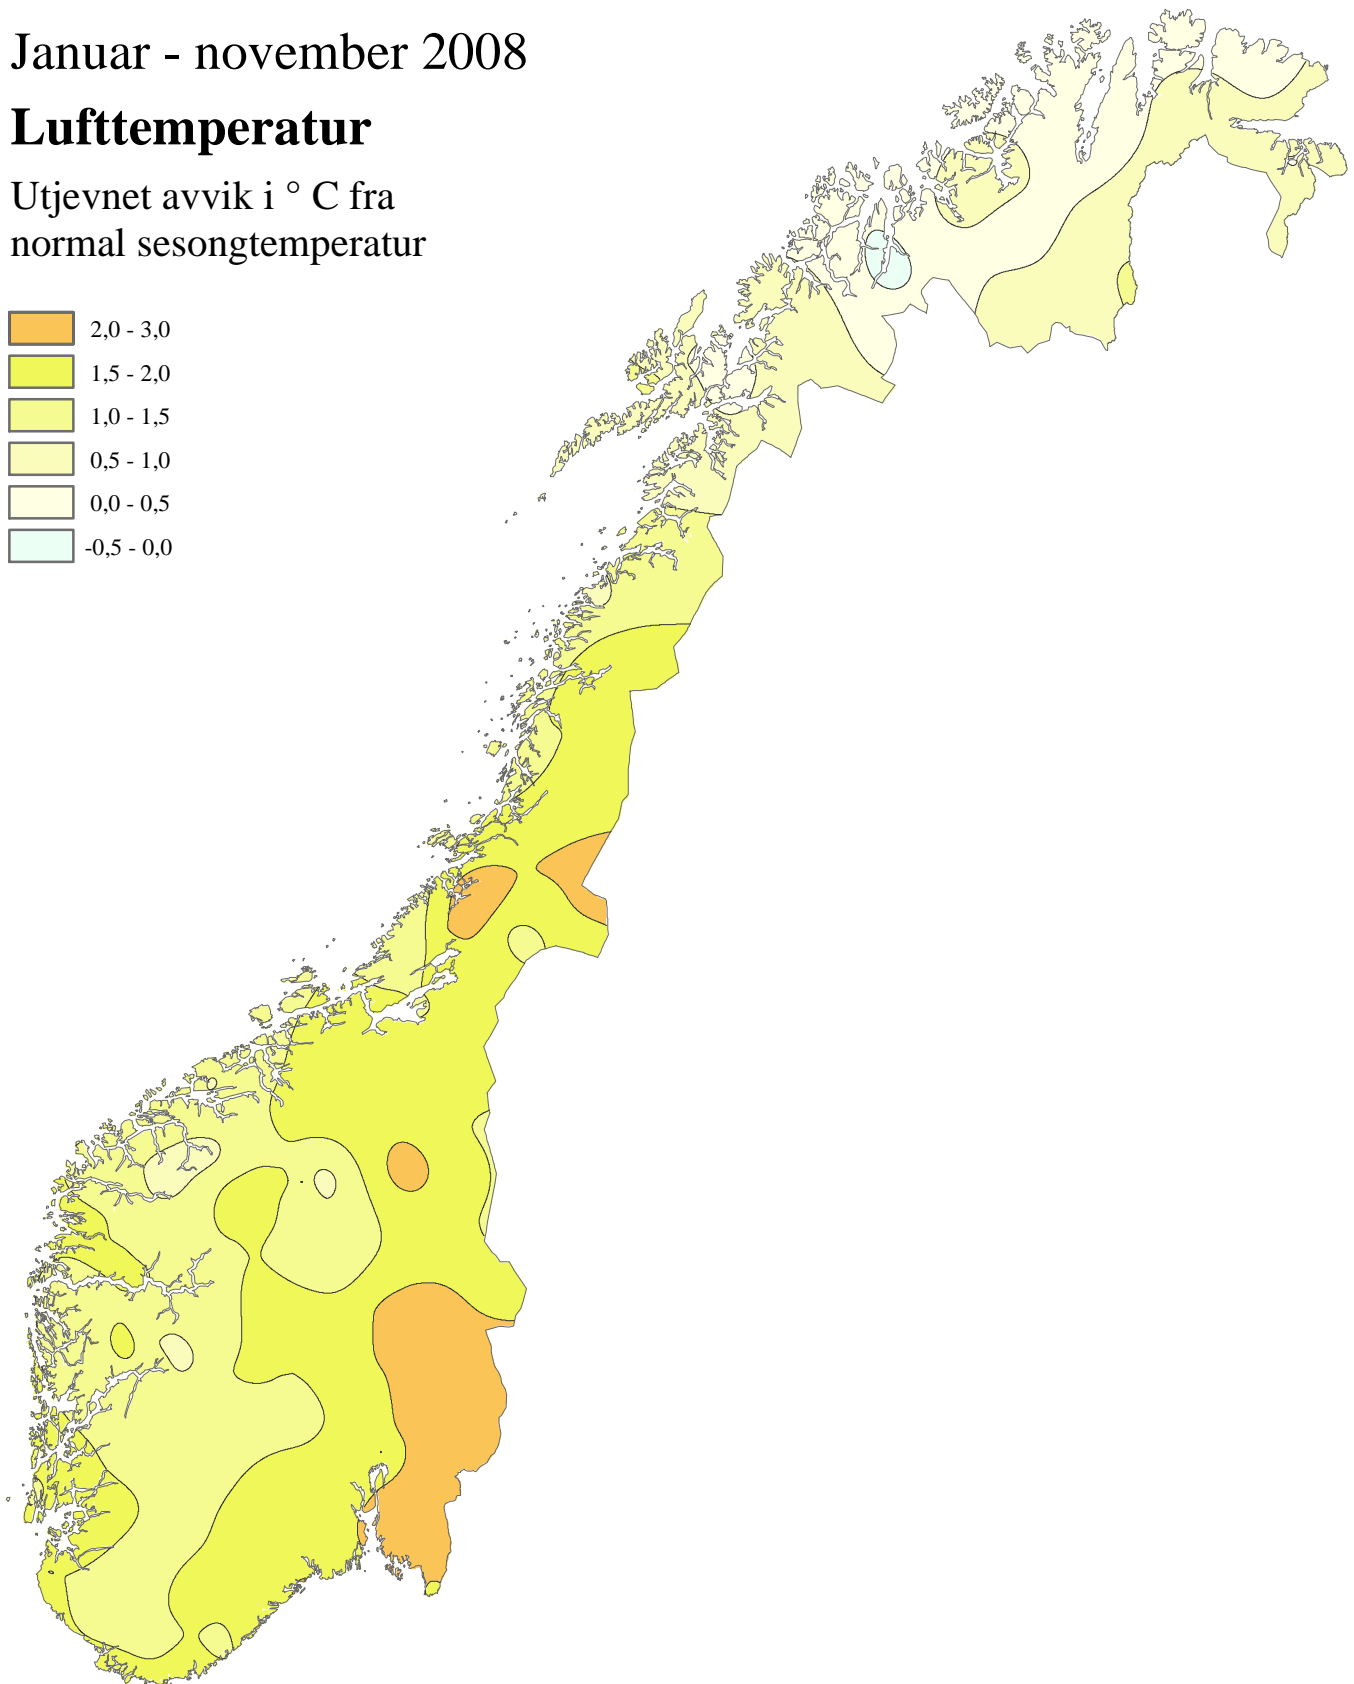 Januar - november 2008
Lufttemperatur
Utjevnet avvik i ° C fra
normal sesongtemperatur
2,0 - 3,0
1,5 - 2,0
1,0 - 1,5
0,5 - 1,0
0,0 - 0,5
-0,5 - 0,0